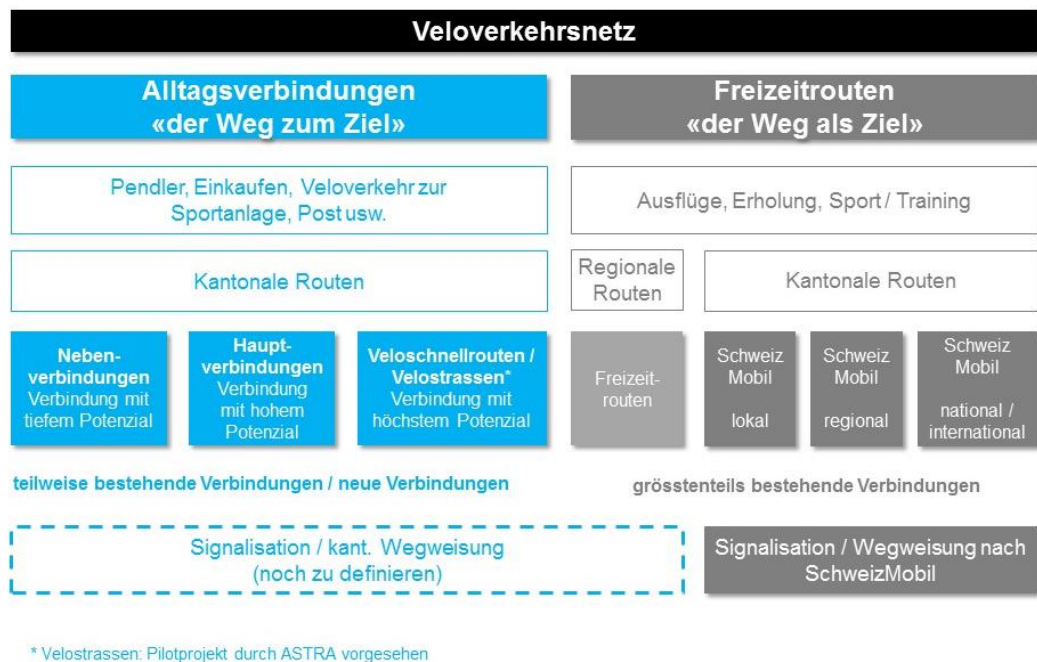 Veloverkehrsnetz
Alltagsverbindungen
«der Weg zum Ziel»
Freizeitrouten
«der Weg als Ziel»
Pendler, Einkaufen, Veloverkehr zur
Sportanlage, Post usw.
Ausflüge, Erholung, Sport / Training
Kantonale Routen
Regionale
Routen
Kantonale Routen
Neben-
verbindungen
Verbindung mit
tiefem Potenzial
Haupt-
verbindungen
Verbindung
mit hohem
Potenzial
Veloschnellrouten /
Velostrassen*
Verbindung mit
höchstem Potenzial
Freizeit-
routen
Schweiz
Mobil
lokal
Schweiz
Mobil
regional
Schweiz
Mobil
national /
international
teilweise bestehende Verbindungen / neue Verbindungen
grösstenteils bestehende Verbindungen
Signalisation / kant. Wegweisung
(noch zu definieren)
Signalisation / Wegweisung nach
SchweizMobil
* Velostrassen: Pilotprojekt durch ASTRA vorgesehen